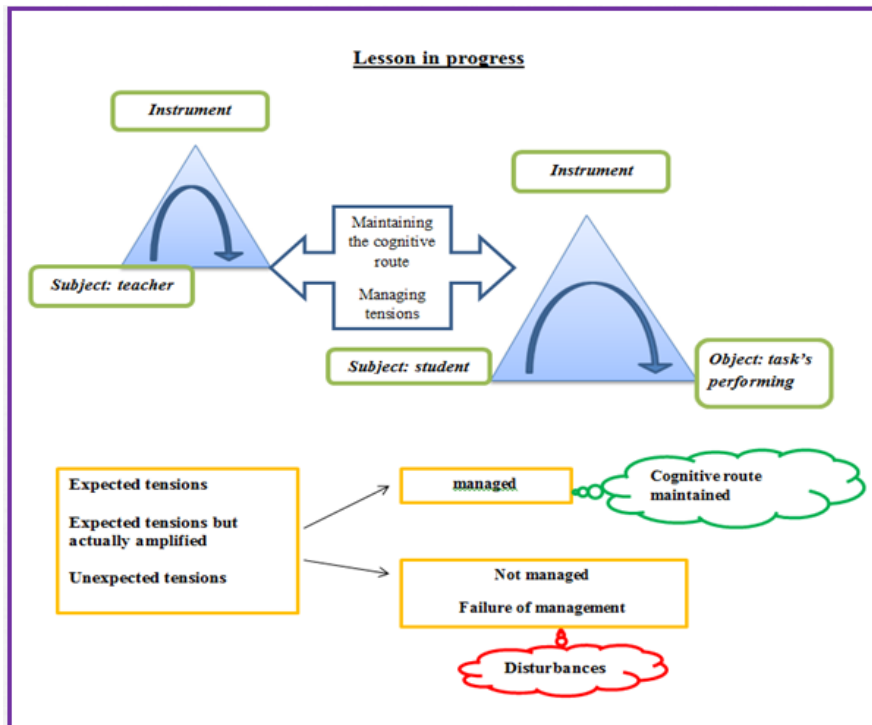 Lesson in progress
Instrument
Instrument
Maintaining
the cognitive
route
Managing
tensions
Subject: teacher
Subject: student
Object: task's
performing
Expected tensions
Expected tensions but
actually amplified
Unexpected tensions
managed
Cognitive route
maintained
Not managed
Failure of management
Disturbances